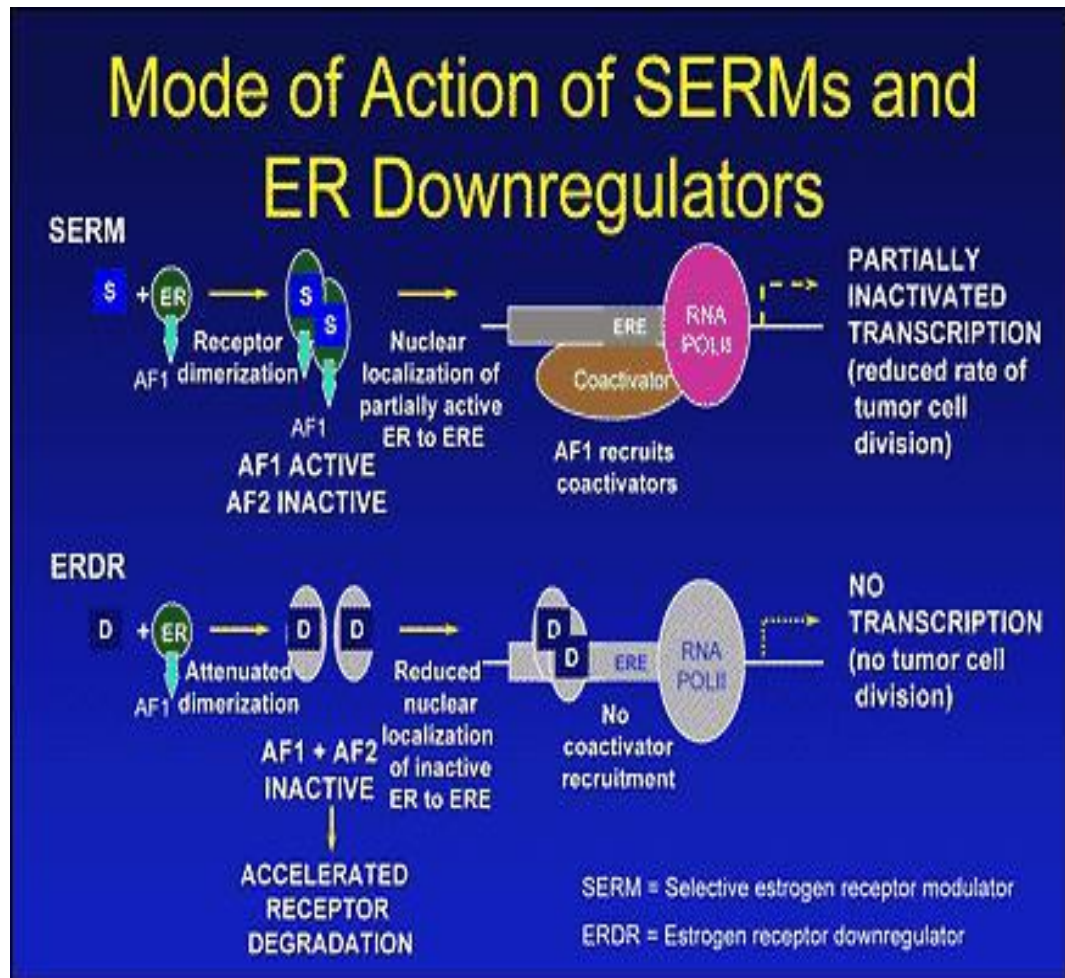 Mode of Action of SERMs and
ER Downregulators
SERM
S + ER
AF1
Receptor
dimerization
S
S
AF1
AF1 ACTIVE
AF2 INACTIVE
Nuclear
localization of
partially active
ER to ERE
ERE
Coactivator
RNA
POLII
AF1 recruits
coactivators
PARTIALLY
INACTIVATED
TRANSCRIPTION
(reduced rate of
tumor cell
division)
ERDR
D + ER
AF1
Attenuated
dimerization
D D
AF1 + AF2
INACTIVE
ACCELERATED
RECEPTOR
DEGRADATION
Reduced
nuclear
localization
of inactive
ER to ERE
D
D
ERE
RNA
POLII
No
coactivator
recruitment
NO
TRANSCRIPTION
(no tumor cell
division)
SERM = Selective estrogen receptor modulator
ERDR = Estrogen receptor downregulator